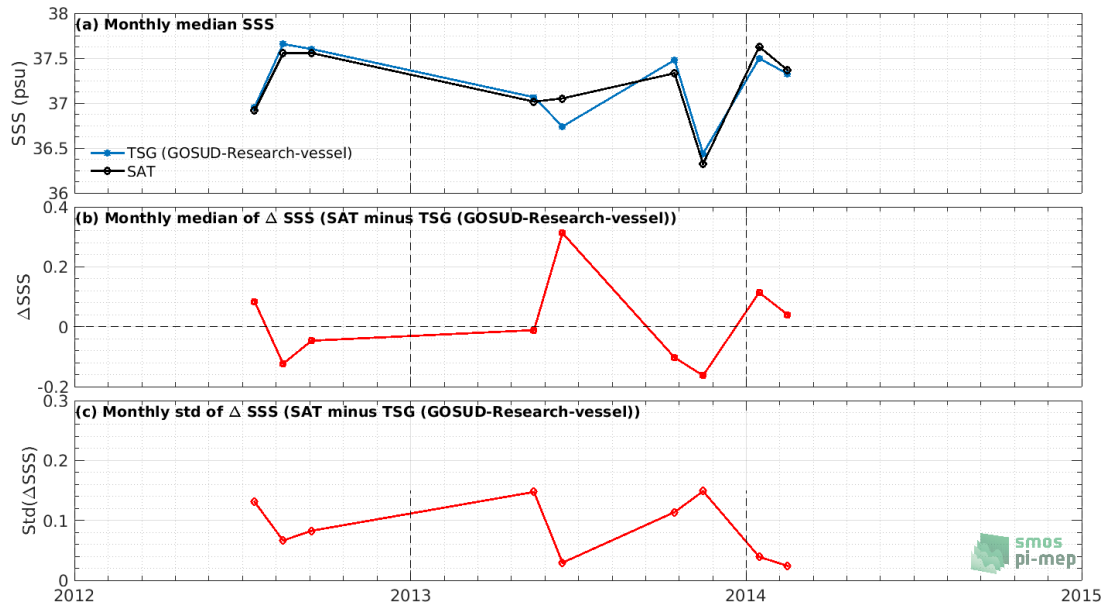 (a) Monthly median SSS
38
37.5
37
36.5
36
SSS (psu)
TSG (GOSUD-Research-vessel)
SAT
(b) Monthly median of Δ SSS (SAT minus TSG (GOSUD-Research-vessel))
0.4
0.2
0
-0.2
ΔSSS
(c) Monthly std of Δ SSS (SAT minus TSG (GOSUD-Research-vessel))
0.3
0.2
0.1
0
Std(ΔSSS)
smos
pi-mep
2012
2013
2014
2015